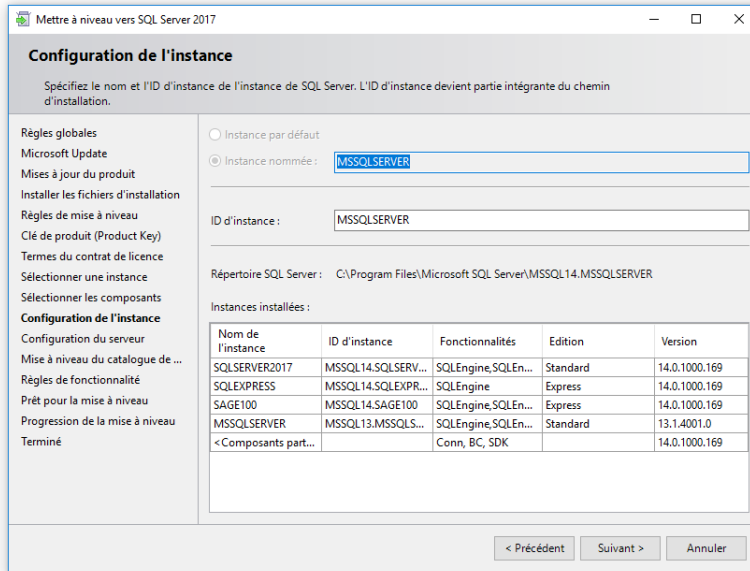 Mettre à niveau vers SQL Server 2017
Configuration de l'instance
Spécifiez le nom et l'ID d'instance de l'instance de SQL Server. L'ID d'instance devient partie intégrante du chemin
d'installation.
Règles globales
Microsoft Update
Mises à jour du produit
Installer les fichiers d'installation
Règles de mise à niveau
Clé de produit (Product Key)
Termes du contrat de licence
Sélectionner une instance
Sélectionner les composants
Configuration de l'instance
Configuration du serveur
Mise à niveau du catalogue de ...
Règles de fonctionnalité
Prêt pour la mise à niveau
Progression de la mise à niveau
Terminé
Instance par défaut
Instance nommée : MSSQLSERVER
ID d'instance : MSSQLSERVER
Répertoire SQL Server : C:\Program Files\Microsoft SQL Server\MSSQL14.MSSQLSERVER
Instances installées :
Nom de l'instance ID d'instance Fonctionnalités Edition Version
SQLSERVER2017 MSSQL14.SQLSERV... SQLEngine,SQLEn... Standard 14.0.1000.169
SQLEXPRESS MSSQL14.SQLEXPR... SQLEngine Express 14.0.1000.169
SAGE100 MSSQL14.SAGE100 SQLEngine,SQLEn... Express 14.0.1000.169
MSSQLSERVER MSSQL13.MSSQLS... SQLEngine,SQLEn... Standard 13.1.4001.0
<Composants part... Conn, BC, SDK 14.0.1000.169
< Précédent Suivant > Annuler